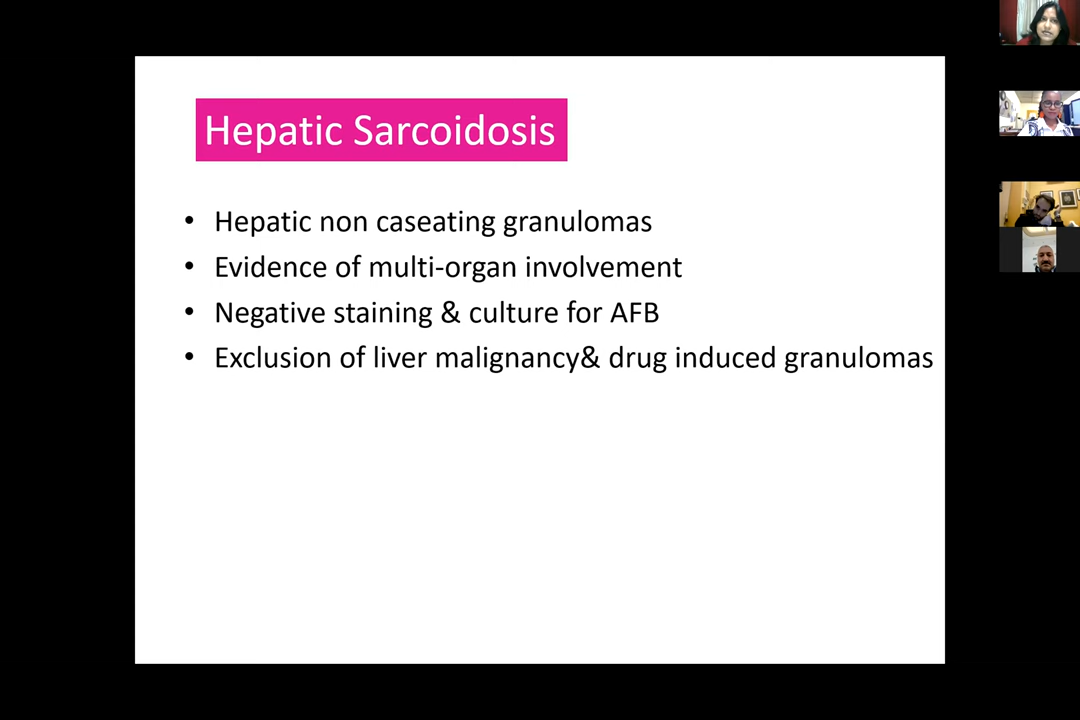 Hepatic Sarcoidosis
• Hepatic non caseating granulomas
• Evidence of multi-organ involvement
• Negative staining & culture for AFB
• Exclusion of liver malignancy& drug induced granulomas